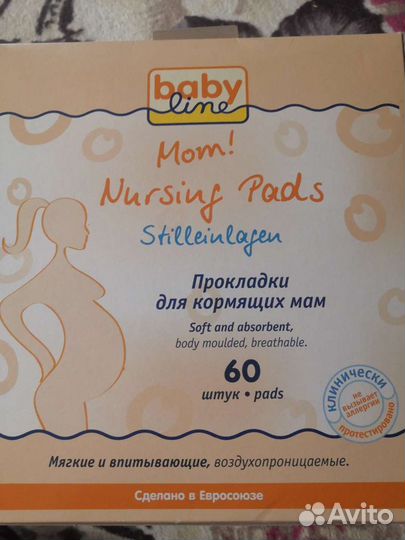 baby
line
Mom!
Nursing Pads
Stilleinlagen
Прокладки
для кормящих мам
Soft and absorbent,
body moulded, breathable.
60
штук • pads
клинически
не
вызывает
аллергии
протестировано
Мягкие и впитывающие, воздухопроницаемые.
Сделано в Евросоюзе
Avito